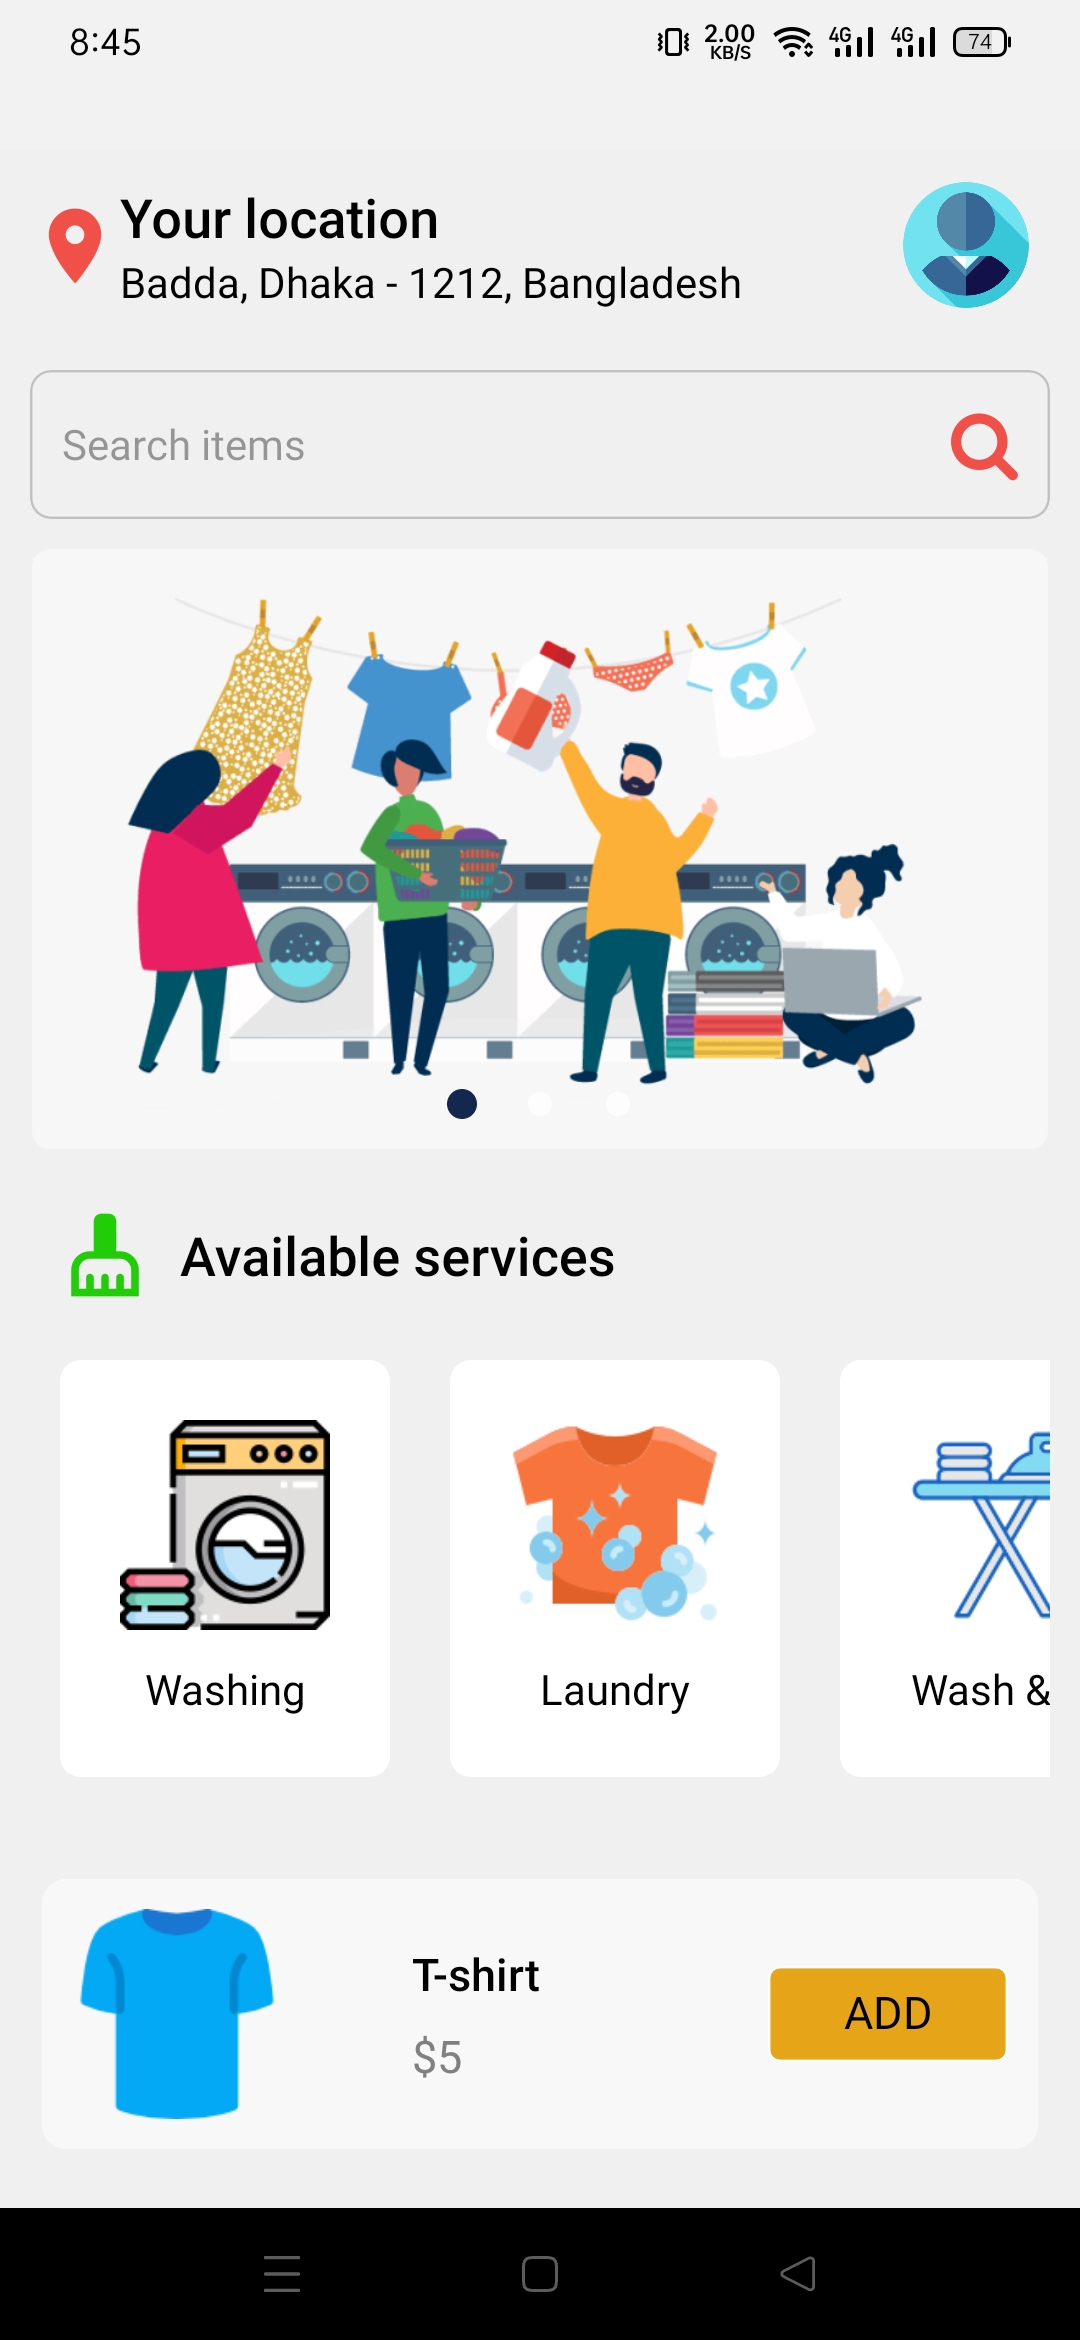 8:45
2.00
KB/S
4G
4G
74
Your location
Badda, Dhaka - 1212, Bangladesh
Search items
Available services
Washing
Laundry
Wash &
T-shirt
$5
ADD